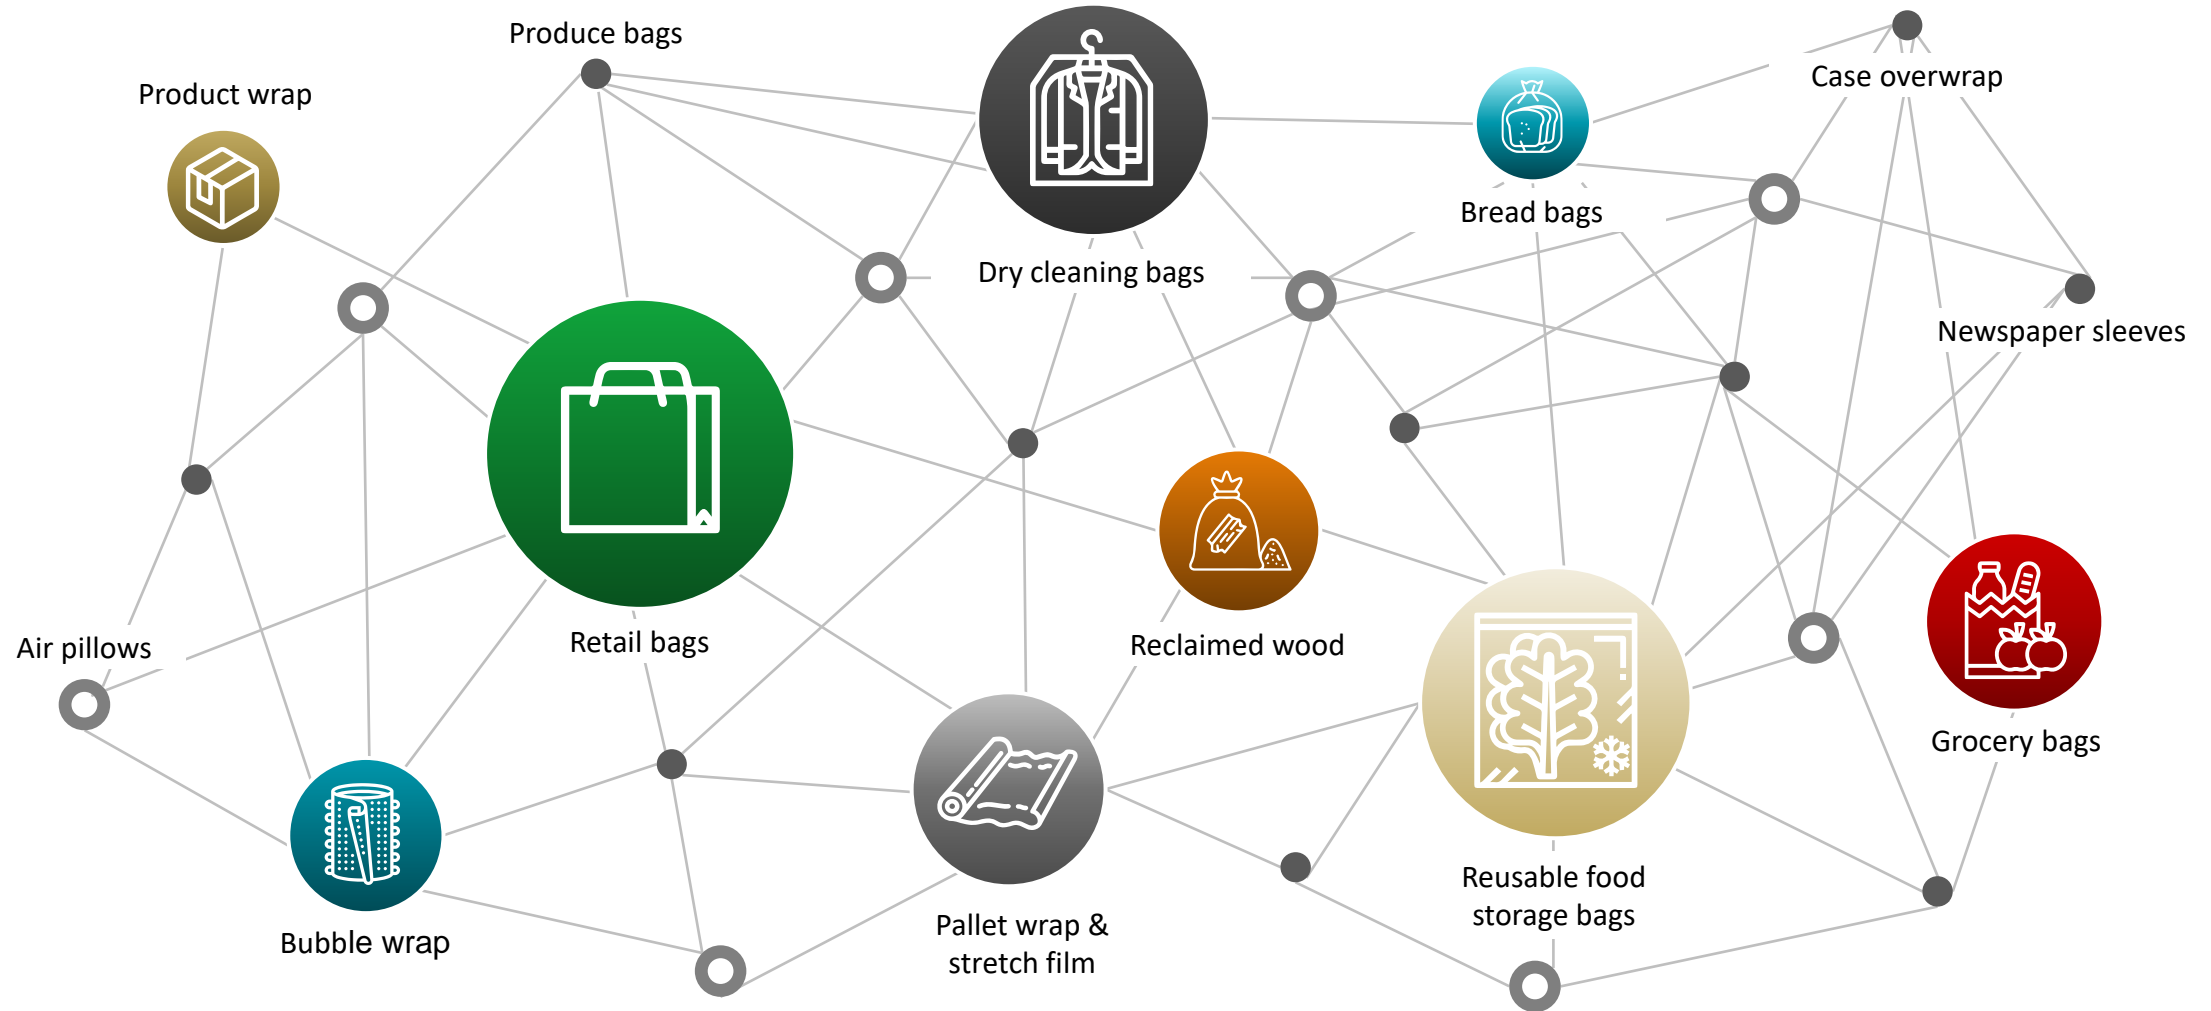 Produce bags
Product wrap
Case overwrap
Bread bags
Dry cleaning bags
Newspaper sleeves
Air pillows
Retail bags
Reclaimed wood
Grocery bags
Bubble wrap
Pallet wrap &
stretch film
Reusable food
storage bags